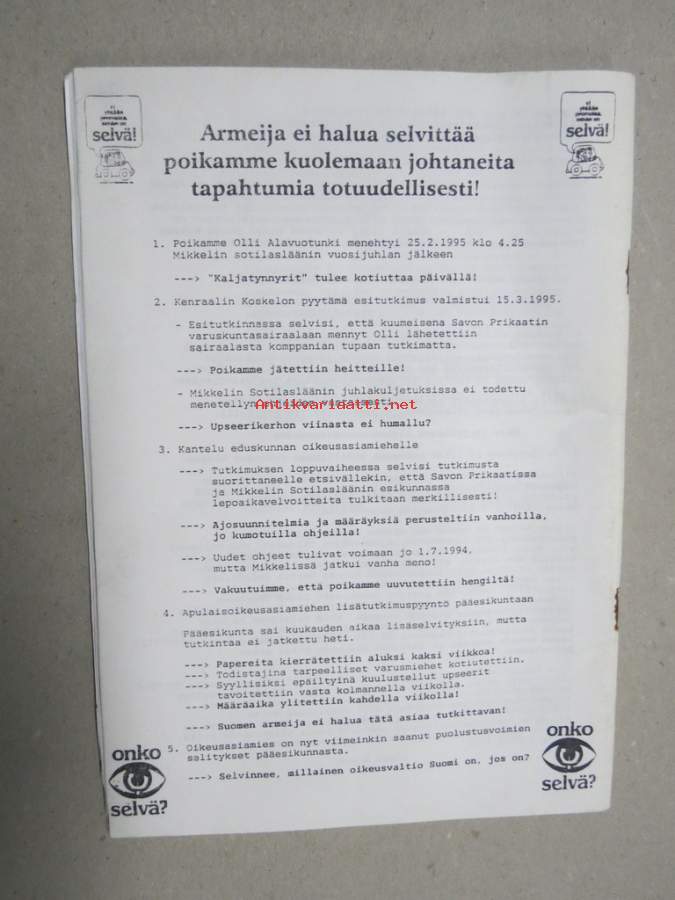 selvä!
selvä!
Armeija ei halua selvittää
poikamme kuolemaan johtaneita
tapahtumia totuudellisesti!
1. Poikamme Olli Alavuotunki menehtyi 25.2.1995 klo 4.25
Mikkelin sotilasläänin vuosijuhlan jälkeen
---> "Kaljatynnyrit" tulee kotiuttaa päivällä!
2. Kenraalin Koskelon pyytämä esitutkimus valmistui 15.3.1995.
- Esitutkinnassa selvisi, että kuumeisena Savon Prikaatin
varuskuntasairaalaan mennyt Olli lähetettiin
sairaalasta komppanian tupaan tutkimatta.
---> Poikamme jätettiin heitteille!
- Mikkelin Sotilasläänin juhlakuljetuksissa ei todettu
menetellyn
Antikvariaatti.net
---> Upseerikerhon viinasta ei humallu?
3. Kantelu eduskunnan oikeusasiamiehelle
---> Tutkimuksen loppuvaiheessa selvisi tutkimusta
suorittaneelle etsivällekin, että Savon Prikaatissa
ja Mikkelin Sotilasläänin esikunnassa
lepoaikavelvoitteita tulkitaan merkillisesti!
---> Ajosuunnitelmia ja määräyksiä perusteltiin vanhoilla,
jo kumotuilla ohjeilla!
---> Uudet ohjeet tulivat voimaan jo 1.7.1994,
mutta Mikkelissä jatkui vanha meno!
---> Vakuutuimme, että poikamme uuvutettiin hengiltä!
4. Apulaisoikeusasiamiehen lisätutkimuspyyntö pääesikuntaan
Pääesikunta sai kuukauden aikaa lisäselvityksiin, mutta
tutkintaa ei jatkettu heti.
---> Papereita kierrätettiin aluksi kaksi viikkoa!
---> Todistajina tarpeelliset varusmiehet kotiutettiin.
---> Syyllisiksi epäiltyinä kuulustellut upseerit
tavoitettiin vasta kolmannella viikolla.
---> Määräaika ylitettiin kahdella viikolla!
---> Suomen armeija ei halua tätä asiaa tutkittavan!
5. Oikeusasiamies on nyt viimeinkin saanut puolustusvoimien
selitykset pääesikunnasta.
---> Selvinnee, millainen oikeusvaltio Suomi on, jos on?
onko
selvä?
onko
selvä?